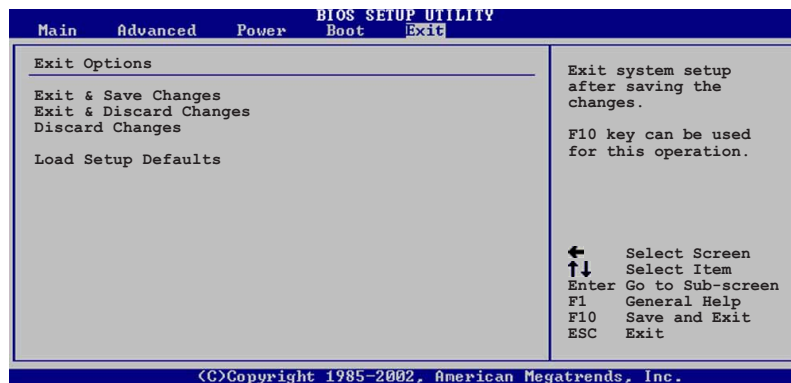 BIOS SETUP UTILITY
Main Advanced Power Boot Exit
Exit Options
Exit & Save Changes
Exit & Discard Changes
Discard Changes
Load Setup Defaults
Exit system setup
after saving the
changes.
F10 key can be used
for this operation.
← Select Screen
↑↓ Select Item
Enter Go to Sub-screen
F1 General Help
F10 Save and Exit
ESC Exit
(C)Copyright 1985-2002, American Megatrends, Inc.